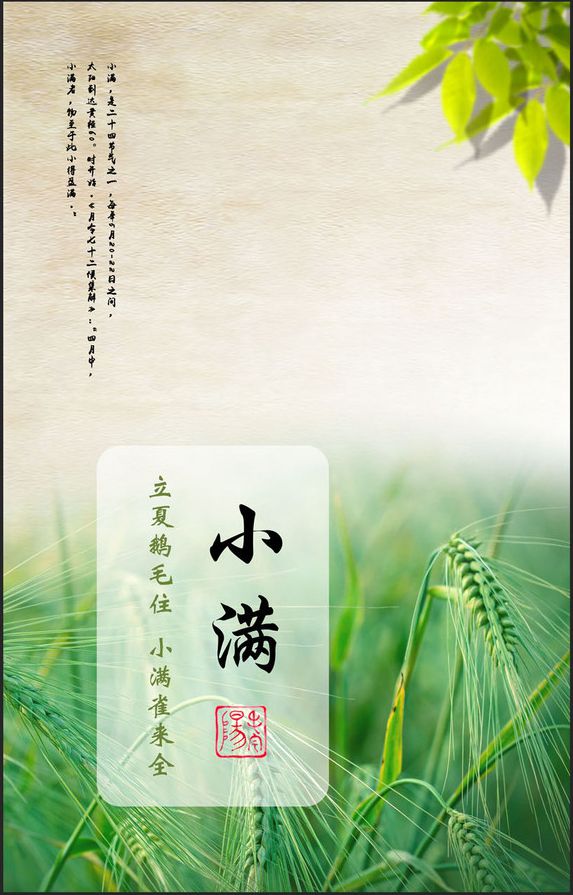 小满，是二十四节气之一，每年5月20-22日之间，
太阳到达黄经60°时开始。《月令七十二候集解》：“四月中，
小满者，物至于此小得盈满。”
小满
立夏鹅毛住 小满雀来全